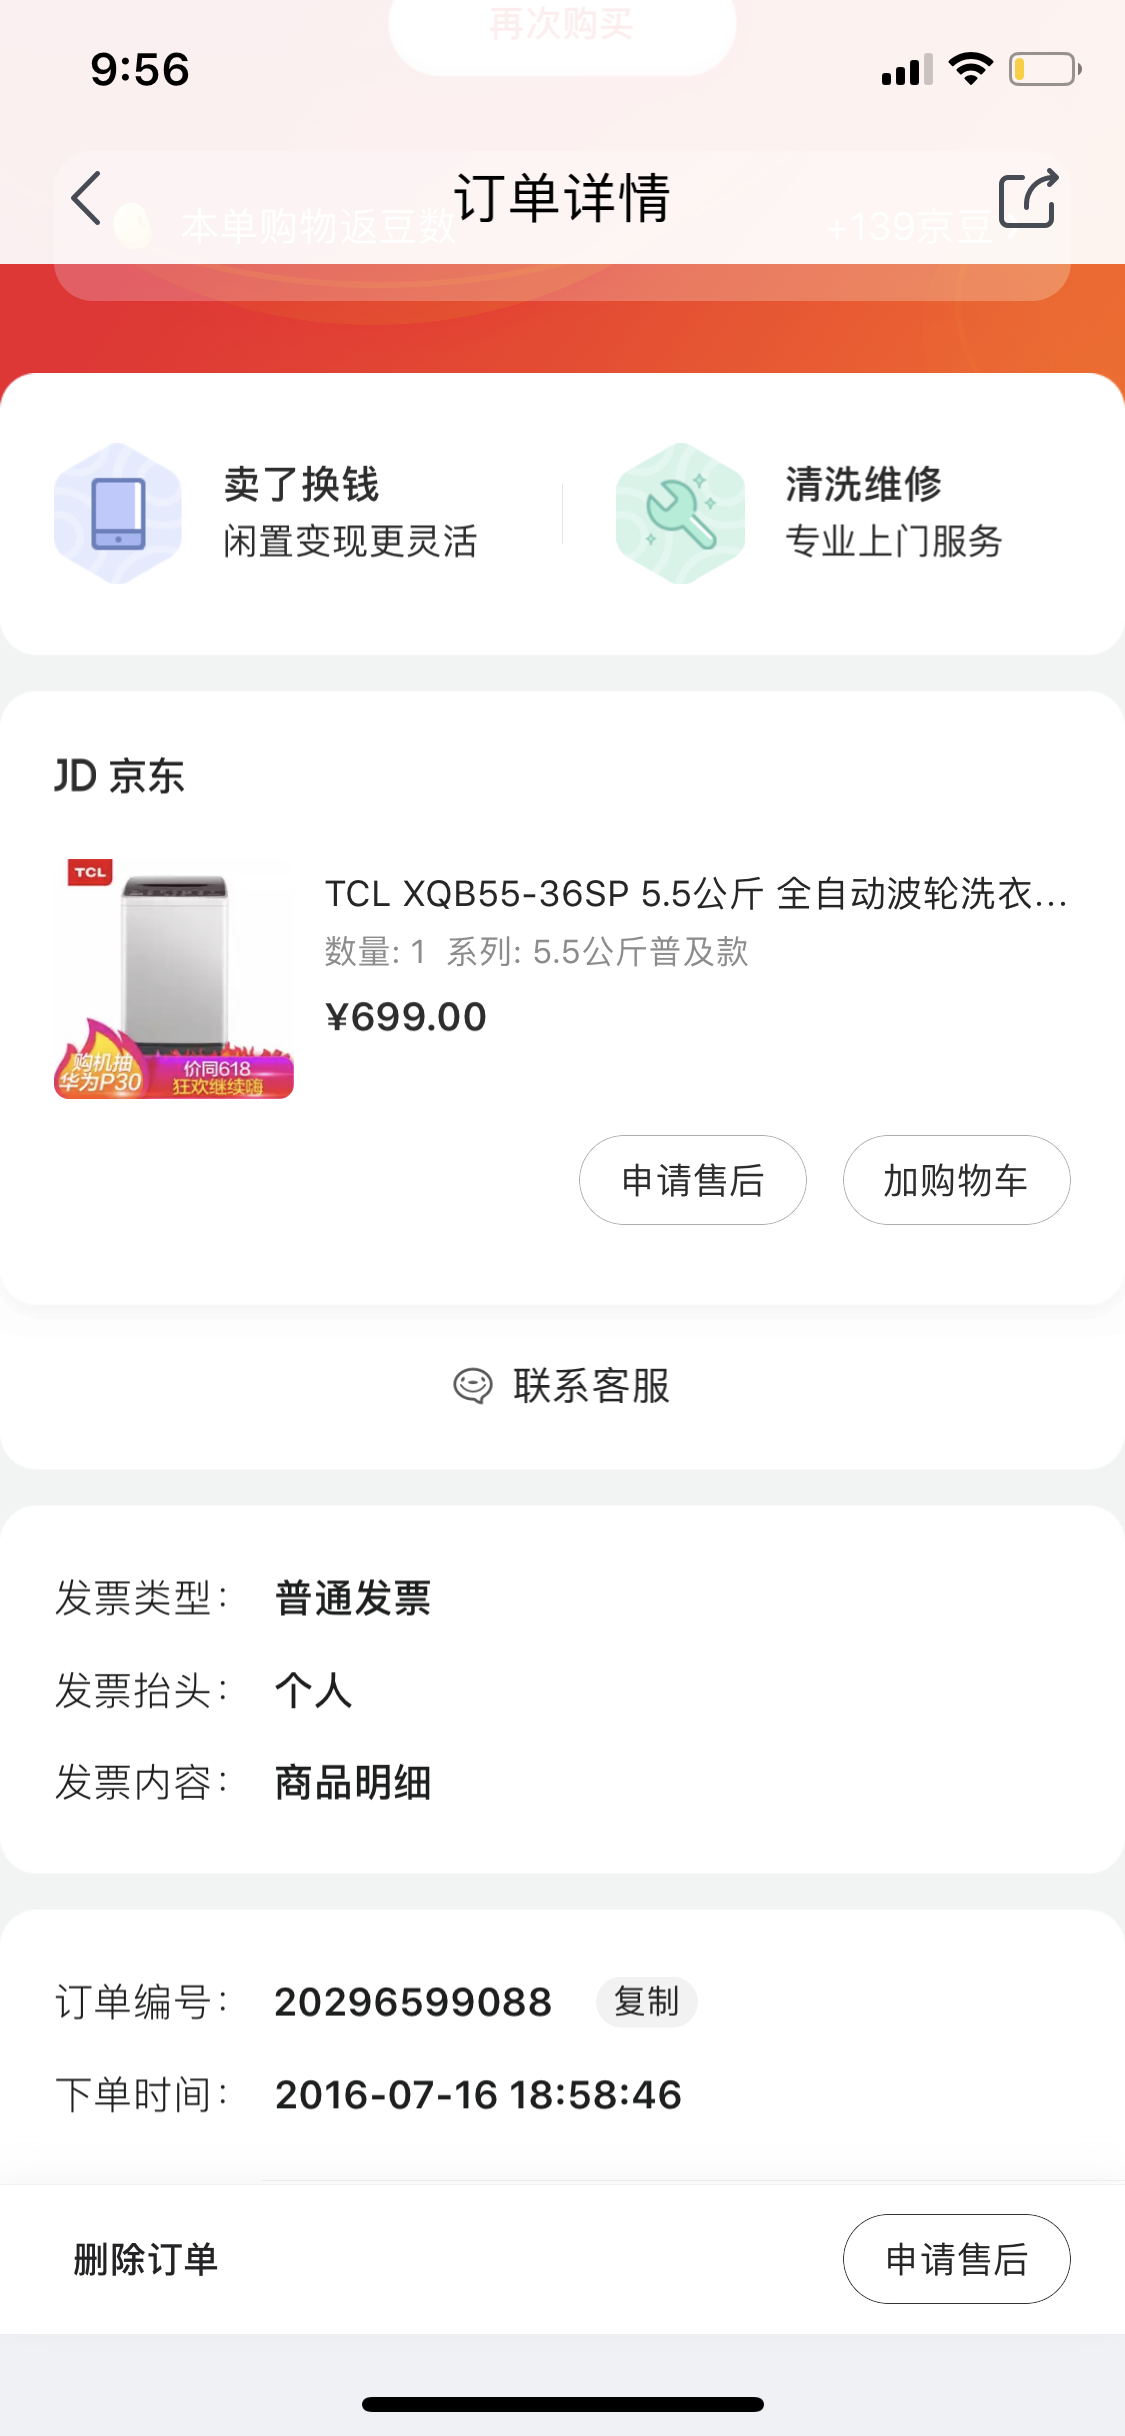 再次购买
9:56
订单详情
本单购物返豆数
+139京豆
卖了换钱
闲置变现更灵活
清洗维修
专业上门服务
JD 京东
TCL
购机抽
华为P30
价同618
狂欢继续嗨
TCL XQB55-36SP 5.5公斤 全自动波轮洗衣...
数量: 1 系列: 5.5公斤普及款
¥699.00
申请售后
加购物车
联系客服
发票类型： 普通发票
发票抬头： 个人
发票内容： 商品明细
订单编号： 20296599088 复制
下单时间： 2016-07-16 18:58:46
删除订单
申请售后